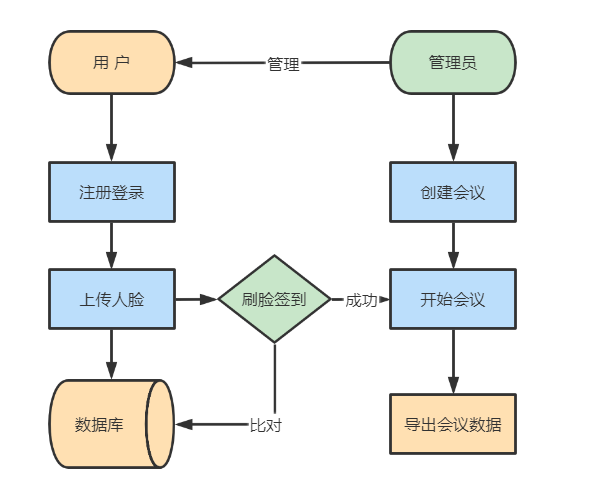 用 户
管理
管理员
注册登录
创建会议
上传人脸
刷脸签到
成功
开始会议
数据库
比对
导出会议数据